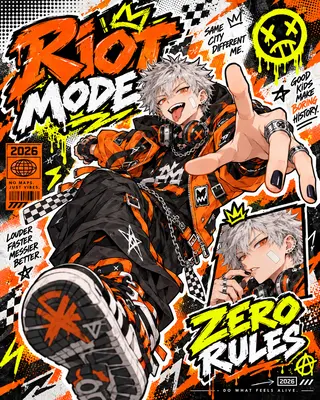 RIOT
MODE
SAME
CITY
DIFFERENT
ME.
GOOD
KIDS
MAKE
BORING
HISTORY.
2026
NO MAPS.
JUST VIBES.
LOUDER
FASTER
MESSIER
BETTER.
ZERO
RULES
2026
DO WHAT FEELS ALIVE.